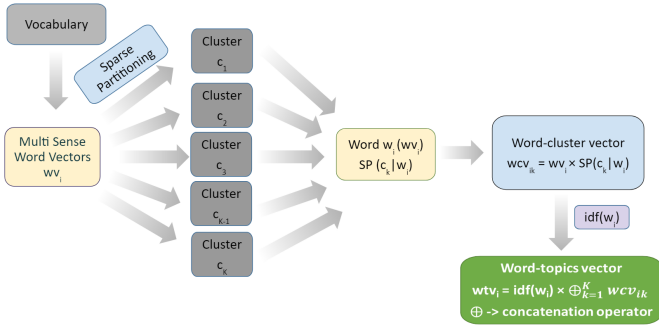 Vocabulary
Sparse
Partitioning
Multi Sense
Word Vectors
wvᵢ
Cluster
c₁
Cluster
c₂
Cluster
c₃
Cluster
c_K-1
Cluster
c_K
Word wᵢ (wvᵢ)
SP (cₖ|wᵢ)
Word-cluster vector
wcvᵢₖ = wvᵢ × SP(cₖ|wᵢ)
idf(wᵢ)
Word-topics vector
wtvᵢ = idf(wᵢ) × ⊕ᴷₖ₌₁ wcvᵢₖ
⊕ -> concatenation operator